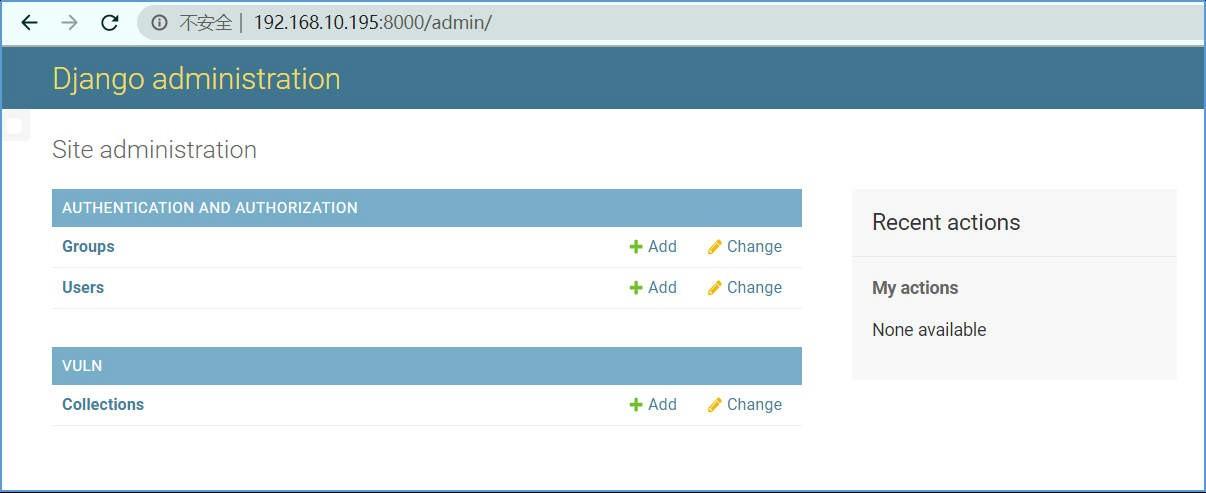 不安全 | 192.168.10.195:8000/admin/
Django administration
Site administration
AUTHENTICATION AND AUTHORIZATION
Groups Add Change
Users Add Change
VULN
Collections Add Change
Recent actions
My actions
None available